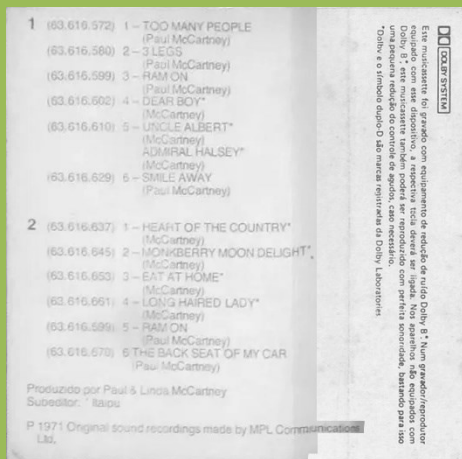 1 (63.616.572) 1 – TOO MANY PEOPLE
(Paul McCartney)
(63.616.580) 2 – 3 LEGS
(Paul McCartney)
(63.616.599) 3 – RAM ON
(Paul McCartney)
(63.616.602) 4 – DEAR BOY*
(McCartney)
(63.616.610) 5 – UNCLE ALBERT*
(McCartney)
ADMIRAL HALSEY*
(McCartney)
(63.616.629) 6 – SMILE AWAY
(Paul McCartney)
2 (63.616.637) 1 – HEART OF THE COUNTRY*
(McCartney)
(63.616.645) 2 – MONKBERRY MOON DELIGHT*
(McCartney)
(63.616.653) 3 – EAT AT HOME*
(McCartney)
(63.616.661) 4 – LONG HAIRED LADY*
(McCartney)
(63.616.599) 5 – RAM ON
(Paul McCartney)
(63.616.670) 6 THE BACK SEAT OF MY CAR
(Paul McCartney)
Produzido por Paul & Linda McCartney
Subeditor: * Itaipu
P 1971 Original sound recordings made by MPL Communications
Ltd.
DOLBY SYSTEM
Este musicassette foi gravado com equipamento de redução de ruído Dolby B*. Num gravador/reprodutor
equipado com esse dispositivo, a respectiva tecla deverá ser ligada. Nos aparelhos não equipados com
Dolby B*, este musicassette também poderá ser reproduzido com perfeita sonoridade, bastando para isso
uma pequena redução do controle de agudos, caso necessário.
*Dolby e o símbolo duplo-D são marcas registradas da Dolby Laboratories